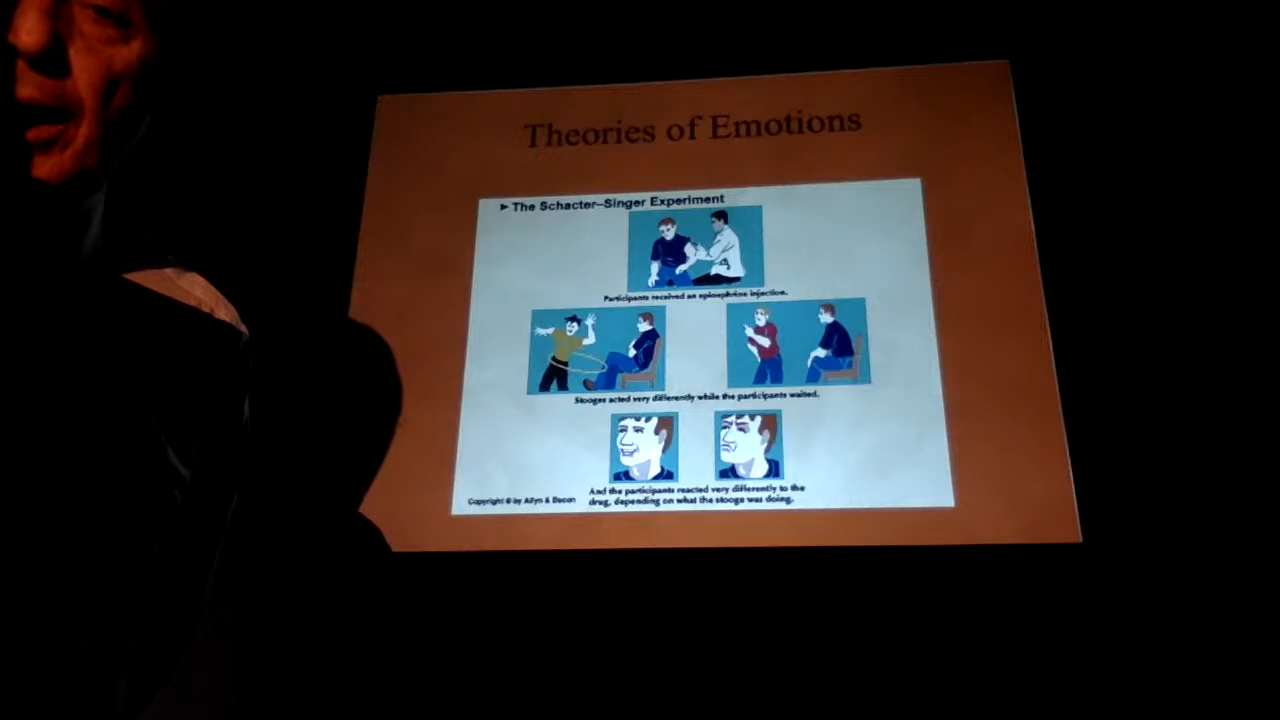 Theories of Emotions
►The Schacter–Singer Experiment
Participants received an epinephrine injection.
Stooges acted very differently while the participants waited.
And the participants reacted very differently to the
drug, depending on what the stooge was doing.
Copyright © by Allyn & Bacon